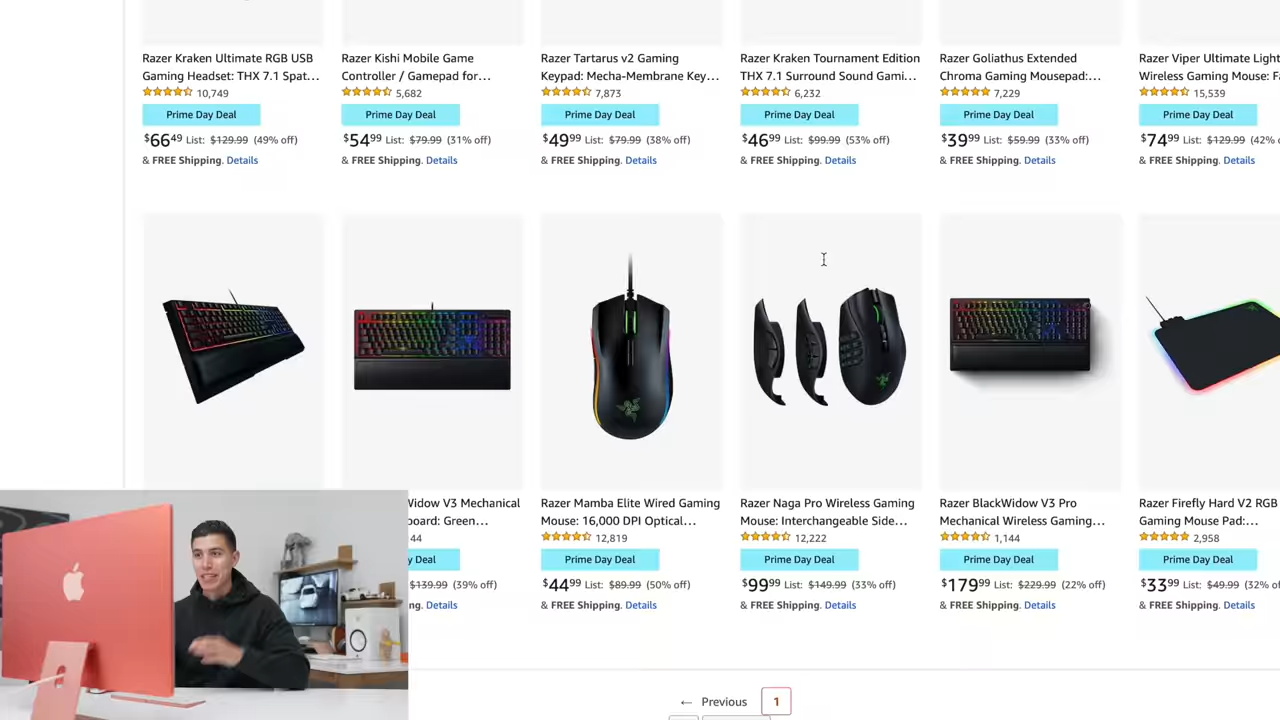 Razer Kraken Ultimate RGB USB
Gaming Headset: THX 7.1 Spat...
10,749
Prime Day Deal
$66.49 List: $129.99 (49% off)
& FREE Shipping. Details
Razer Kishi Mobile Game
Controller / Gamepad for...
5,682
Prime Day Deal
$54.99 List: $79.99 (31% off)
& FREE Shipping. Details
Razer Tartarus v2 Gaming
Keypad: Mecha-Membrane Key...
7,873
Prime Day Deal
$49.99 List: $79.99 (38% off)
& FREE Shipping. Details
Razer Kraken Tournament Edition
THX 7.1 Surround Sound Gami...
6,232
Prime Day Deal
$46.99 List: $99.99 (53% off)
& FREE Shipping. Details
Razer Goliathus Extended
Chroma Gaming Mousepad:...
7,229
Prime Day Deal
$39.99 List: $59.99 (33% off)
& FREE Shipping. Details
Razer Viper Ultimate Light
Wireless Gaming Mouse: Fa
15,539
Prime Day Deal
$74.99 List: $129.99 (42%
& FREE Shipping. Details
Widow V3 Mechanical
board: Green...
44
y Deal
$139.99 (39% off)
ng. Details
Razer Mamba Elite Wired Gaming
Mouse: 16,000 DPI Optical...
12,819
Prime Day Deal
$44.99 List: $89.99 (50% off)
& FREE Shipping. Details
Razer Naga Pro Wireless Gaming
Mouse: Interchangeable Side...
12,222
Prime Day Deal
$99.99 List: $149.99 (33% off)
& FREE Shipping. Details
Razer BlackWidow V3 Pro
Mechanical Wireless Gaming...
1,144
Prime Day Deal
$179.99 List: $229.99 (22% off)
& FREE Shipping. Details
Razer Firefly Hard V2 RGB
Gaming Mouse Pad:...
2,958
Prime Day Deal
$33.99 List: $49.99 (32%
& FREE Shipping. Details
← Previous 1